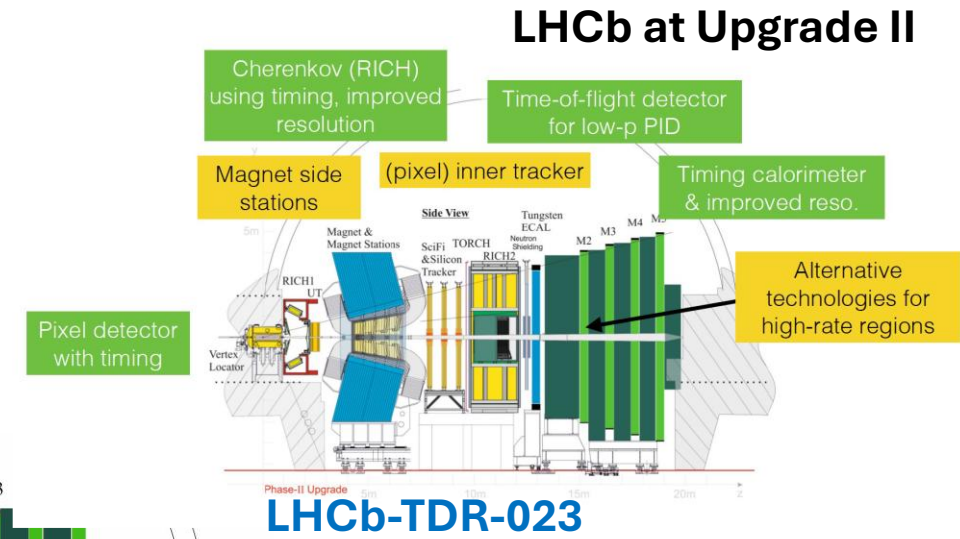 LHCb at Upgrade II
Cherenkov (RICH)
using timing, improved
resolution
Time-of-flight detector
for low-p PID
Magnet side
stations
(pixel) inner tracker
Timing calorimeter
& improved reso.
Alternative
technologies for
high-rate regions
Pixel detector
with timing
Side View
y
5m
Magnet &
Magnet Stations
SciFi
&Silicon
Tracker
TORCH
RICH2
Tungsten
ECAL
Neutron
Shielding
M2
M3
M4
M5
RICH1
UT
Vertex
Locator
Phase-II Upgrade
5m
10m
15m
20m
z
LHCb-TDR-023
3